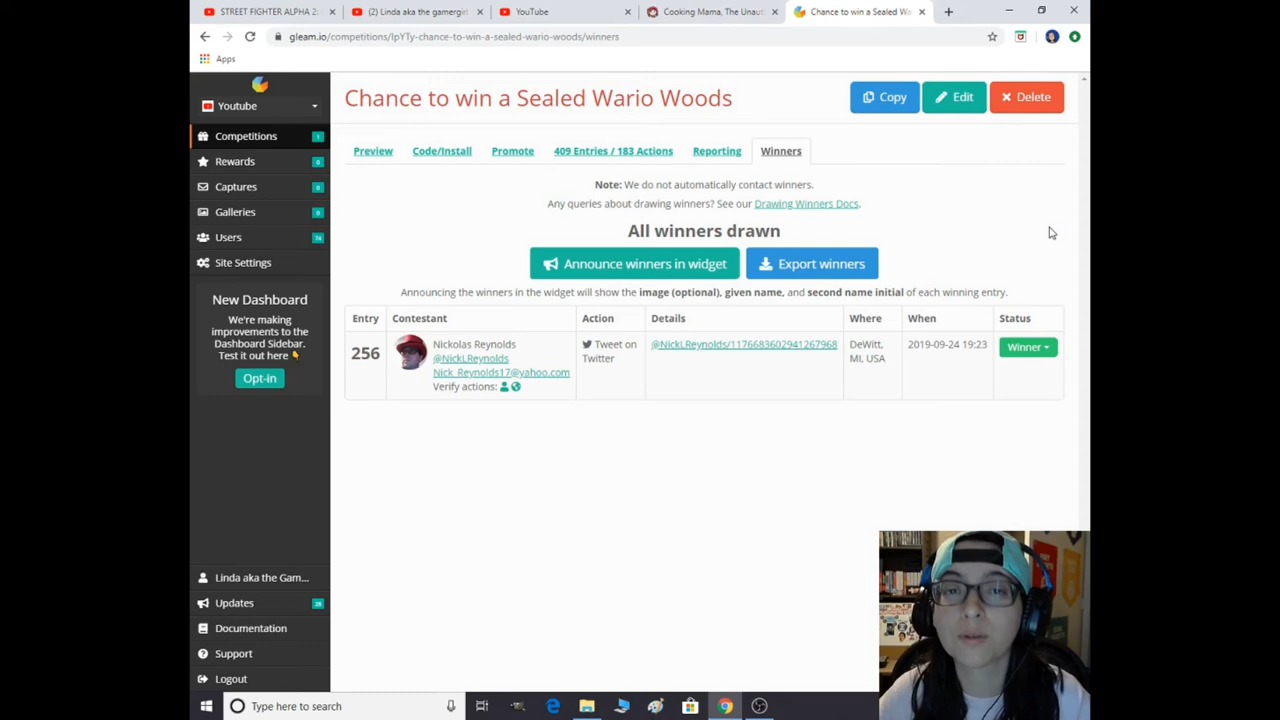 STREET FIGHTER ALPHA 2:
(2) Linda aka the gamergirl
YouTube
Cooking Mama, The Unaut
Chance to win a Sealed Wa
gleam.io/competitions/IpYTy-chance-to-win-a-sealed-wario-woods/winners
Apps
Youtube
Competitions 1
Rewards 0
Captures 0
Galleries 0
Users 74
Site Settings
New Dashboard
We're making
improvements to the
Dashboard Sidebar.
Test it out here
Opt-in
Linda aka the Gam...
Updates 28
Documentation
Support
Logout
Chance to win a Sealed Wario Woods
Copy Edit Delete
Preview Code/Install Promote 409 Entries / 183 Actions Reporting Winners
Note: We do not automatically contact winners.
Any queries about drawing winners? See our Drawing Winners Docs.
All winners drawn
Announce winners in widget Export winners
Announcing the winners in the widget will show the image (optional), given name, and second name initial of each winning entry.
Entry Contestant Action Details Where When Status
256
Nickolas Reynolds
@NickLReynolds
Nick_Reynolds17@yahoo.com
Verify actions:
Tweet on
Twitter
@NickLReynolds/1176683602941267968
DeWitt,
MI, USA
2019-09-24 19:23
Winner
Type here to search